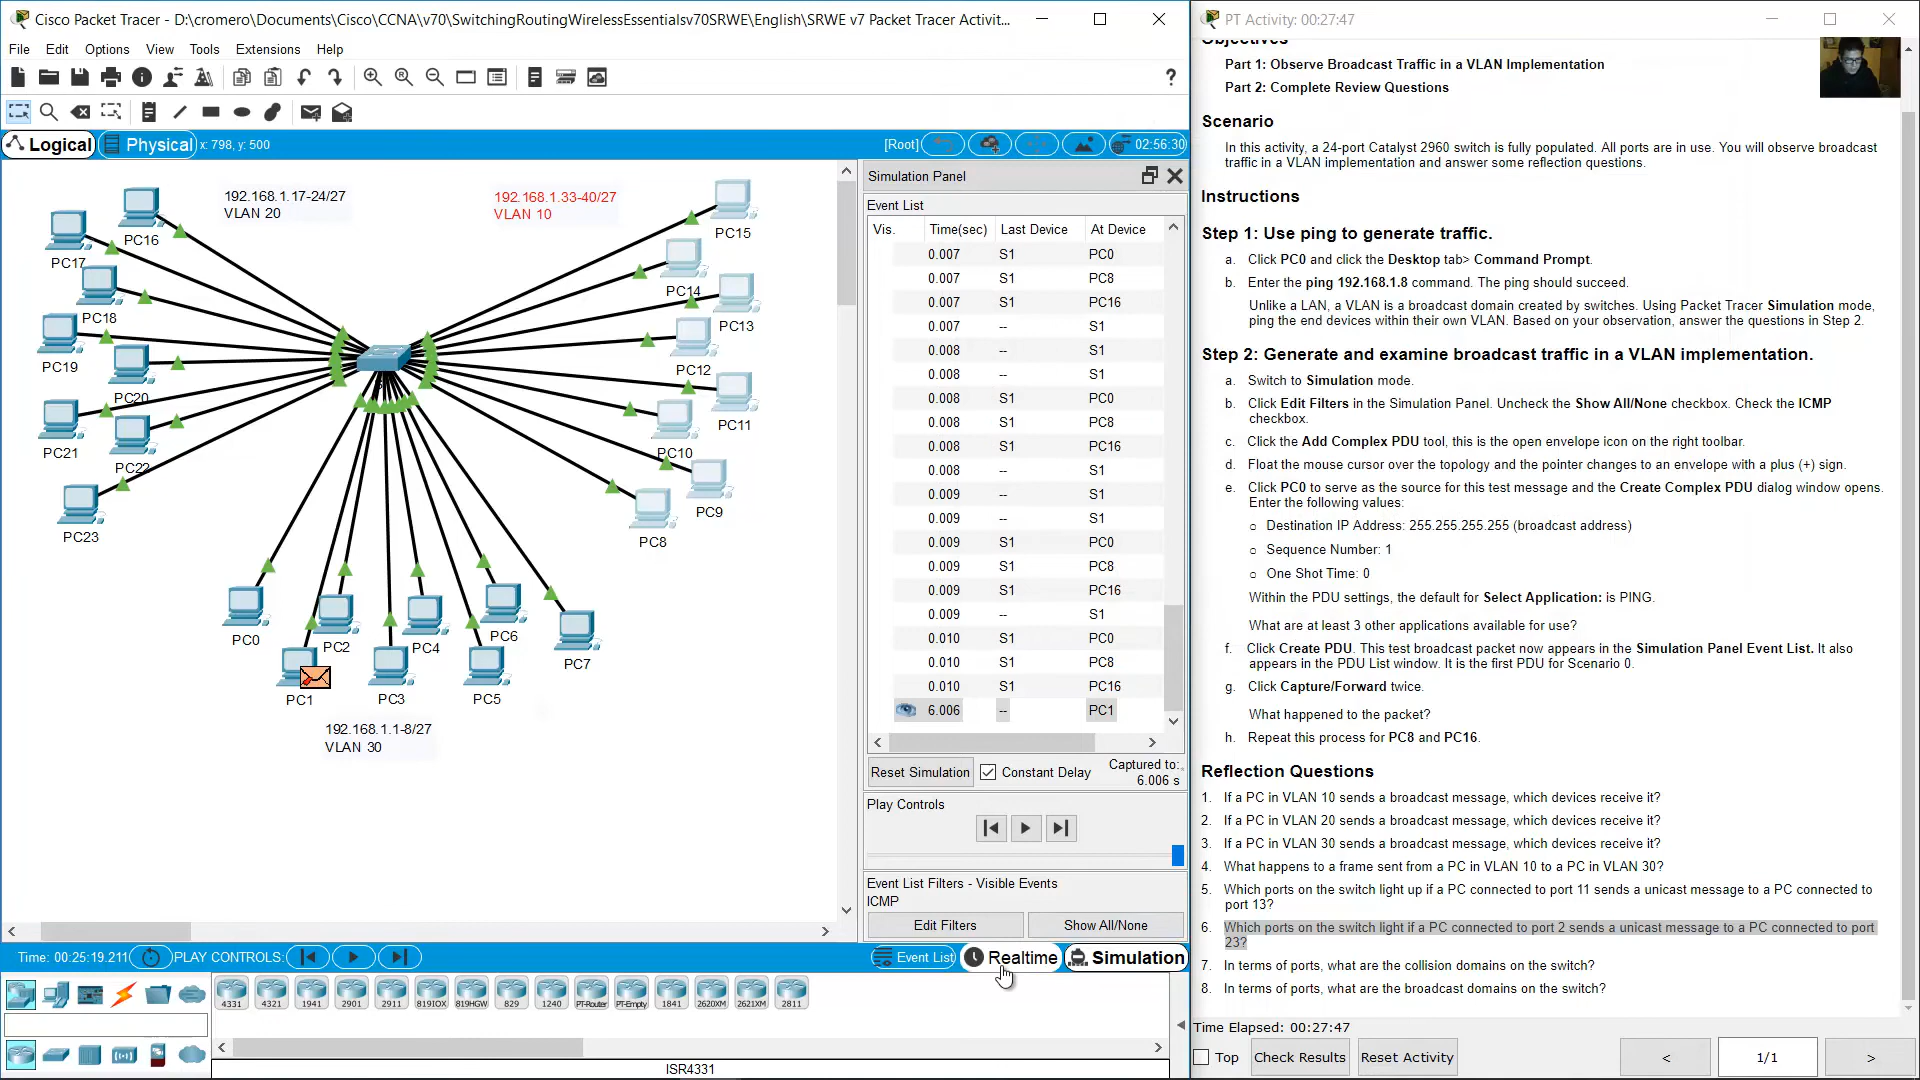 Cisco Packet Tracer - D:\cromero\Documents\Cisco\CCNA\v70\SwitchingRoutingWirelessEssentialsv70SRWE\English\SRWE v7 Packet Tracer Activit...
File Edit Options View Tools Extensions Help
?
Logical Physical x: 798, y: 500 [Root] 02:56:30
192.168.1.17-24/27
VLAN 20
192.168.1.33-40/27
VLAN 10
PC16
PC15
PC17
PC14
PC18
PC13
PC19
PC12
PC20
PC11
PC21
PC22
PC10
PC9
PC23
PC8
PC0
PC2
PC4
PC6
PC7
PC1
PC3
PC5
192.168.1.1-8/27
VLAN 30
Simulation Panel
Event List
Vis. Time(sec) Last Device At Device
0.007 S1 PC0
0.007 S1 PC8
0.007 S1 PC16
0.007 -- S1
0.008 -- S1
0.008 -- S1
0.008 S1 PC0
0.008 S1 PC8
0.008 S1 PC16
0.008 -- S1
0.009 -- S1
0.009 -- S1
0.009 S1 PC0
0.009 S1 PC8
0.009 S1 PC16
0.009 -- S1
0.010 S1 PC0
0.010 S1 PC8
0.010 S1 PC16
6.006 -- PC1
Reset Simulation Constant Delay Captured to:
6.006 s
Play Controls
Event List Filters - Visible Events
ICMP
Edit Filters Show All/None
Time: 00:25:19.211 PLAY CONTROLS: Event List Realtime Simulation
4331 4321 1941 2901 2911 819IOX 819HGW 829 1240 PT-Router PT-Empty 1841 2620XM 2621XM 2811
ISR4331
PT Activity: 00:27:47
Objectives
Part 1: Observe Broadcast Traffic in a VLAN Implementation
Part 2: Complete Review Questions
Scenario
In this activity, a 24-port Catalyst 2960 switch is fully populated. All ports are in use. You will observe broadcast
traffic in a VLAN implementation and answer some reflection questions.
Instructions
Step 1: Use ping to generate traffic.
a. Click PC0 and click the Desktop tab> Command Prompt.
b. Enter the ping 192.168.1.8 command. The ping should succeed.
Unlike a LAN, a VLAN is a broadcast domain created by switches. Using Packet Tracer Simulation mode,
ping the end devices within their own VLAN. Based on your observation, answer the questions in Step 2.
Step 2: Generate and examine broadcast traffic in a VLAN implementation.
a. Switch to Simulation mode.
b. Click Edit Filters in the Simulation Panel. Uncheck the Show All/None checkbox. Check the ICMP
checkbox.
c. Click the Add Complex PDU tool, this is the open envelope icon on the right toolbar.
d. Float the mouse cursor over the topology and the pointer changes to an envelope with a plus (+) sign.
e. Click PC0 to serve as the source for this test message and the Create Complex PDU dialog window opens.
Enter the following values:
o Destination IP Address: 255.255.255.255 (broadcast address)
o Sequence Number: 1
o One Shot Time: 0
Within the PDU settings, the default for Select Application: is PING.
What are at least 3 other applications available for use?
f. Click Create PDU. This test broadcast packet now appears in the Simulation Panel Event List. It also
appears in the PDU List window. It is the first PDU for Scenario 0.
g. Click Capture/Forward twice.
What happened to the packet?
h. Repeat this process for PC8 and PC16.
Reflection Questions
1. If a PC in VLAN 10 sends a broadcast message, which devices receive it?
2. If a PC in VLAN 20 sends a broadcast message, which devices receive it?
3. If a PC in VLAN 30 sends a broadcast message, which devices receive it?
4. What happens to a frame sent from a PC in VLAN 10 to a PC in VLAN 30?
5. Which ports on the switch light up if a PC connected to port 11 sends a unicast message to a PC connected to
port 13?
6. Which ports on the switch light if a PC connected to port 2 sends a unicast message to a PC connected to port
23?
7. In terms of ports, what are the collision domains on the switch?
8. In terms of ports, what are the broadcast domains on the switch?
Time Elapsed: 00:27:47
Top Check Results Reset Activity < 1/1 >